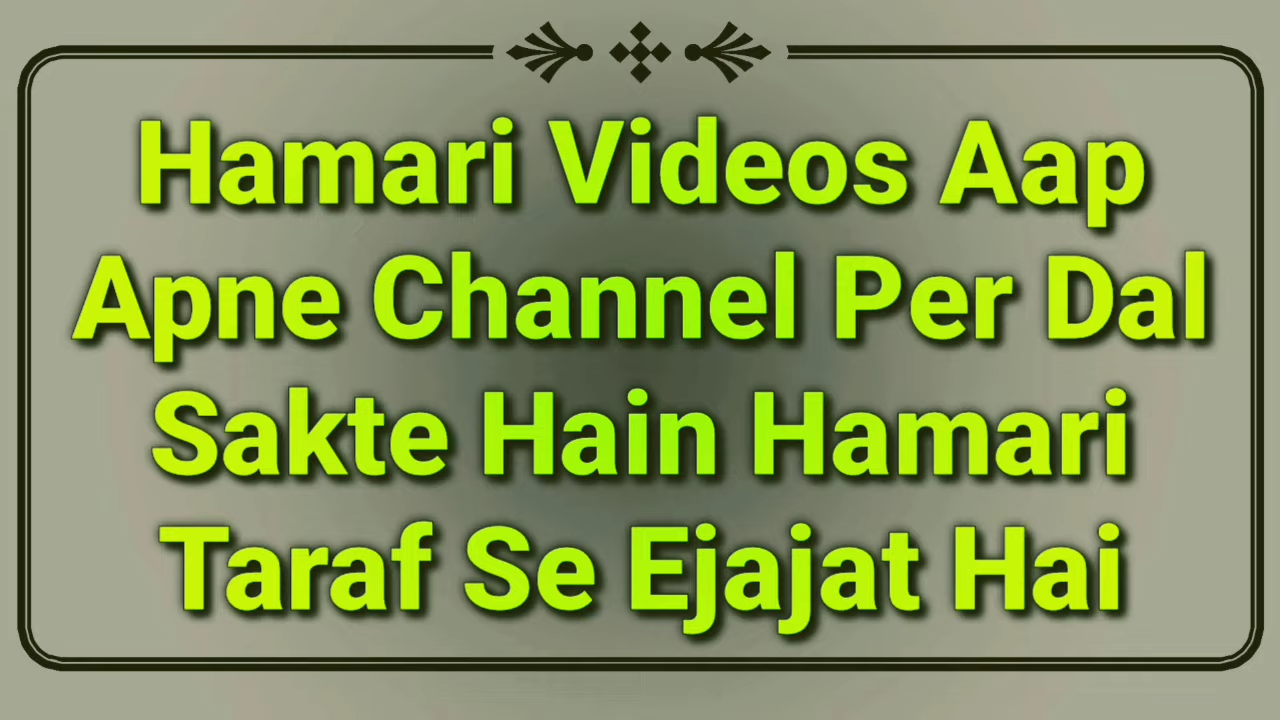 Hamari Videos Aap
Apne Channel Per Dal
Sakte Hain Hamari
Taraf Se Ejajat Hai